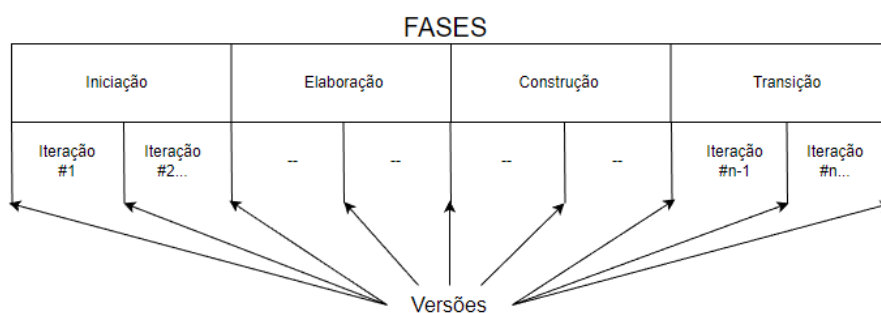 FASES
Iniciação
Elaboração
Construção
Transição
Iteração
#1
Iteração
#2...
--
--
--
--
Iteração
#n-1
Iteração
#n...
Versões